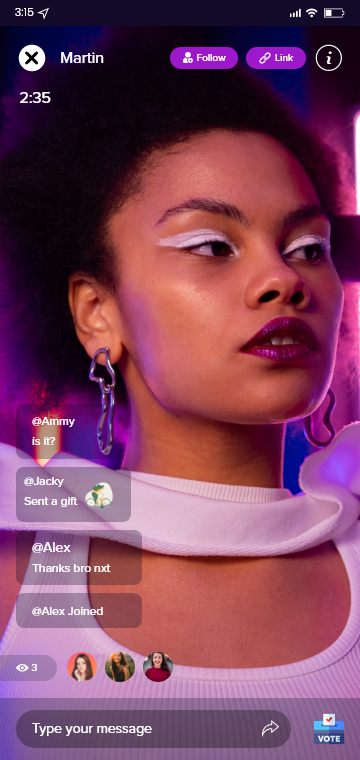 3:15
Martin
Follow
Link
i
2:35
@Ammy
is it?
@Jacky
Sent a gift
@Alex
Thanks bro nxt
@Alex Joined
3
Type your message
VOTE